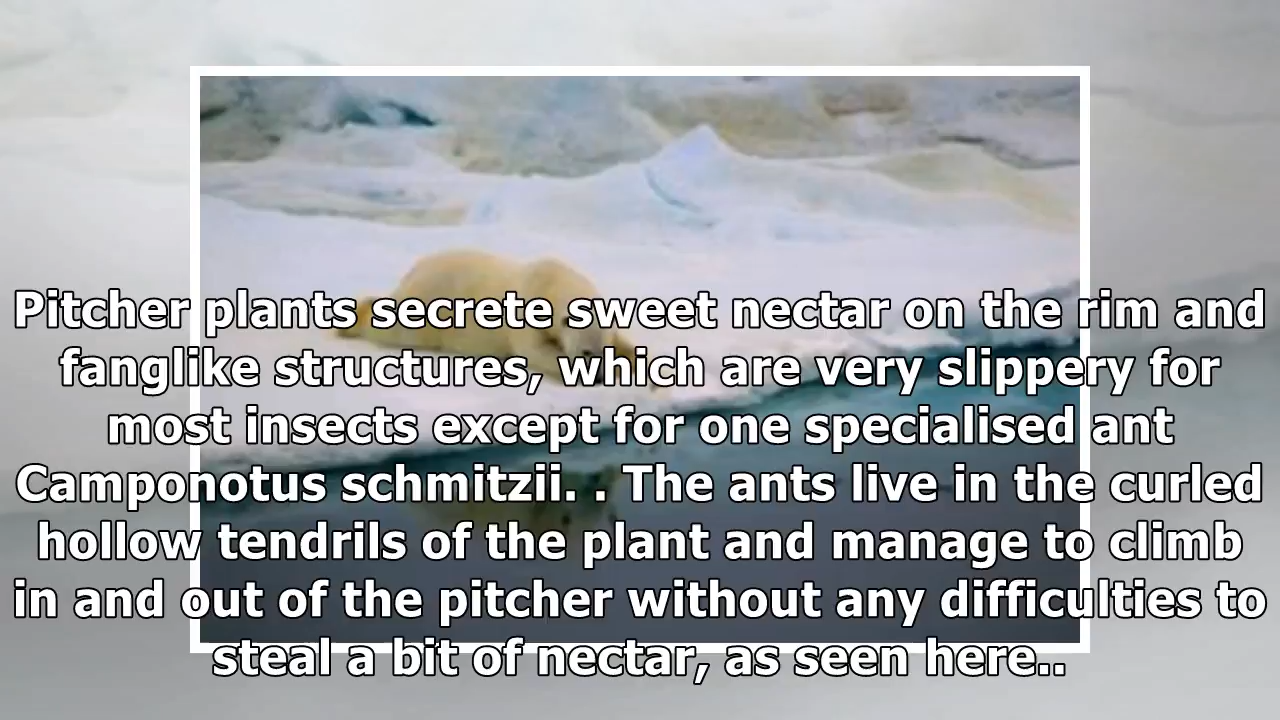 Pitcher plants secrete sweet nectar on the rim and
fanglike structures, which are very slippery for
most insects except for one specialised ant
Camponotus schmitzii. . The ants live in the curled
hollow tendrils of the plant and manage to climb
in and out of the pitcher without any difficulties to
steal a bit of nectar, as seen here..